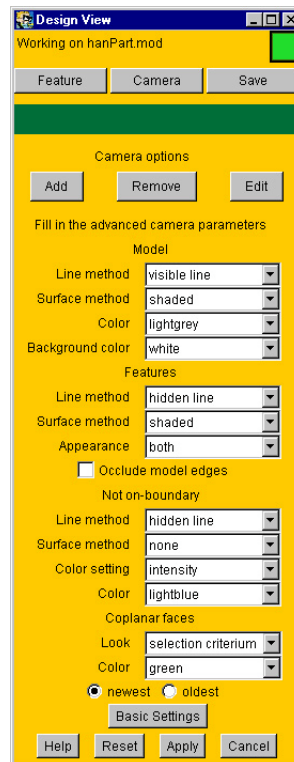 Design View
Working on hanPart.mod
Feature Camera Save
Camera options
Add Remove Edit
Fill in the advanced camera parameters
Model
Line method visible line
Surface method shaded
Color lightgrey
Background color white
Features
Line method hidden line
Surface method shaded
Appearance both
Occlude model edges
Not on-boundary
Line method hidden line
Surface method none
Color setting intensity
Color lightblue
Coplanar faces
Look selection criterium
Color green
newest oldest
Basic Settings
Help Reset Apply Cancel